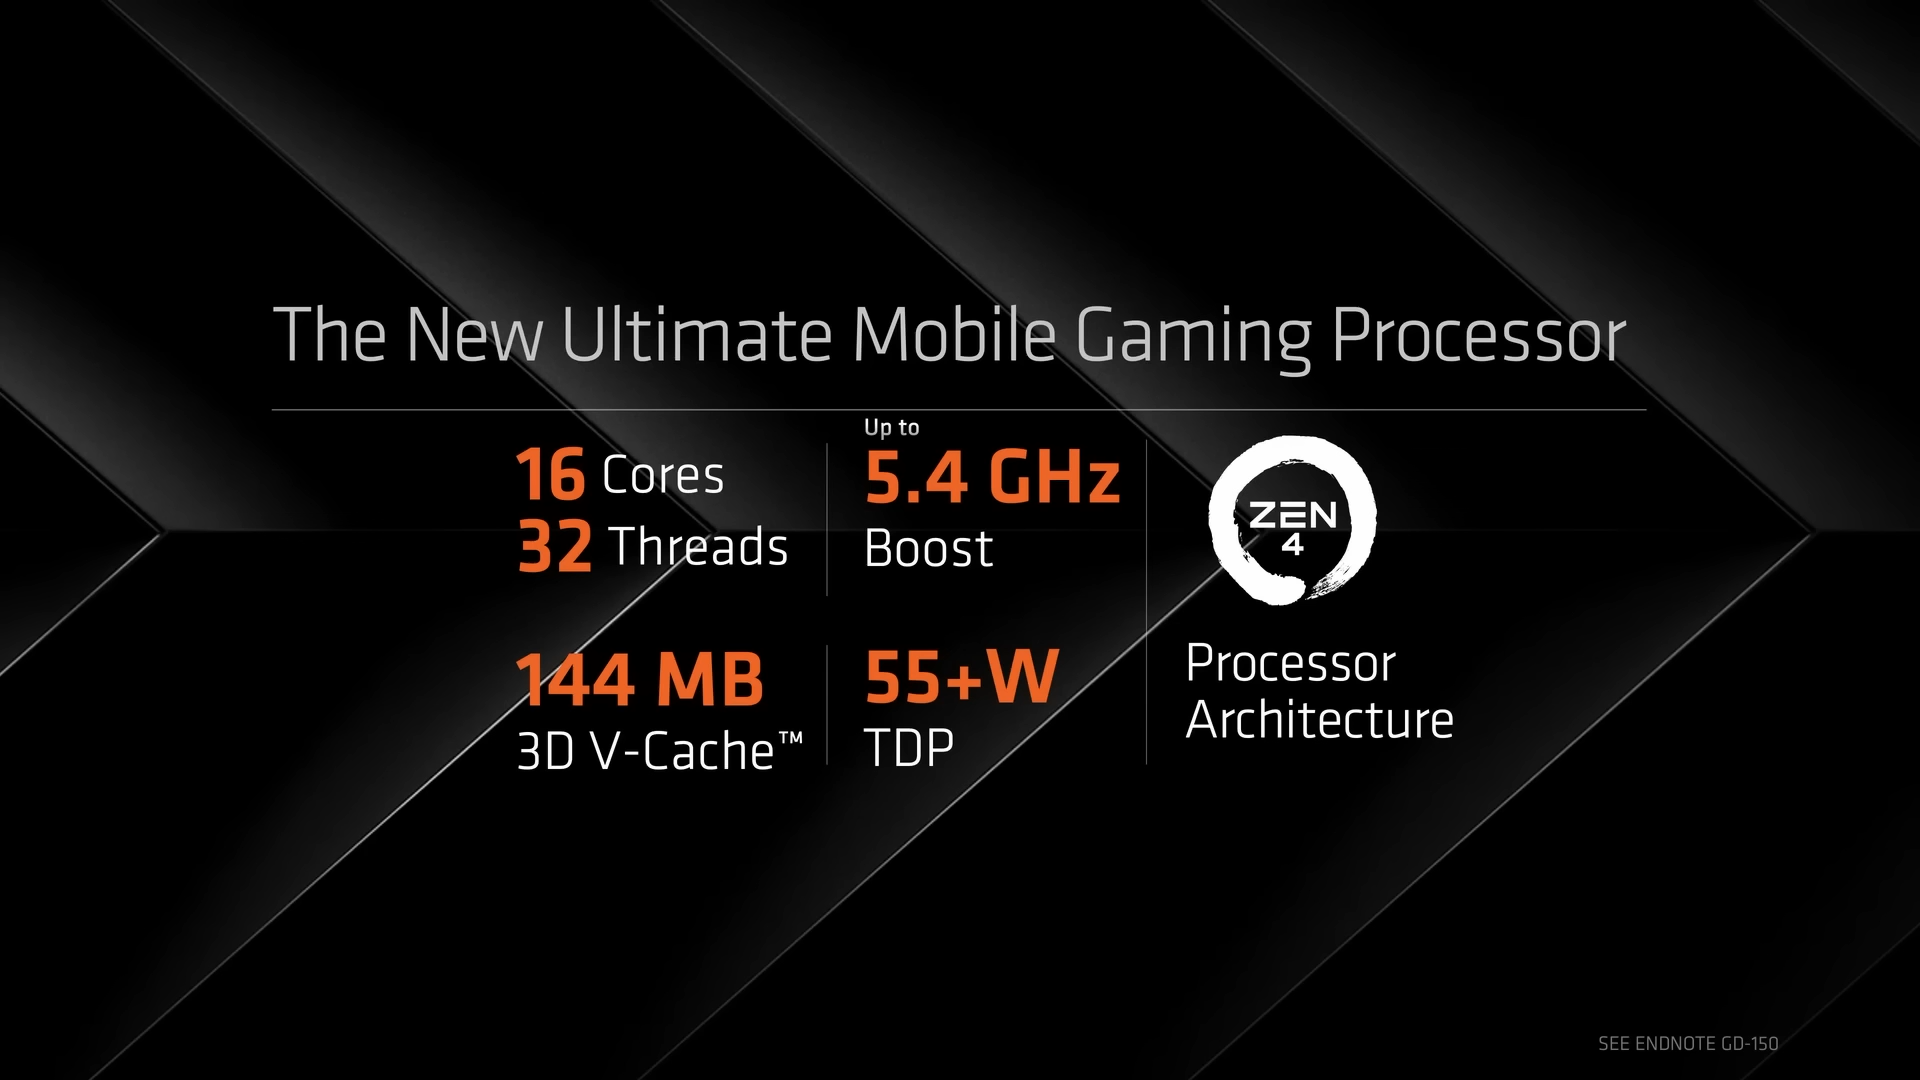 The New Ultimate Mobile Gaming Processor
16 Cores
32 Threads
Up to
5.4 GHz
Boost
144 MB
3D V-Cache™
55+W
TDP
ZEN
4
Processor
Architecture
SEE ENDNOTE GD-150